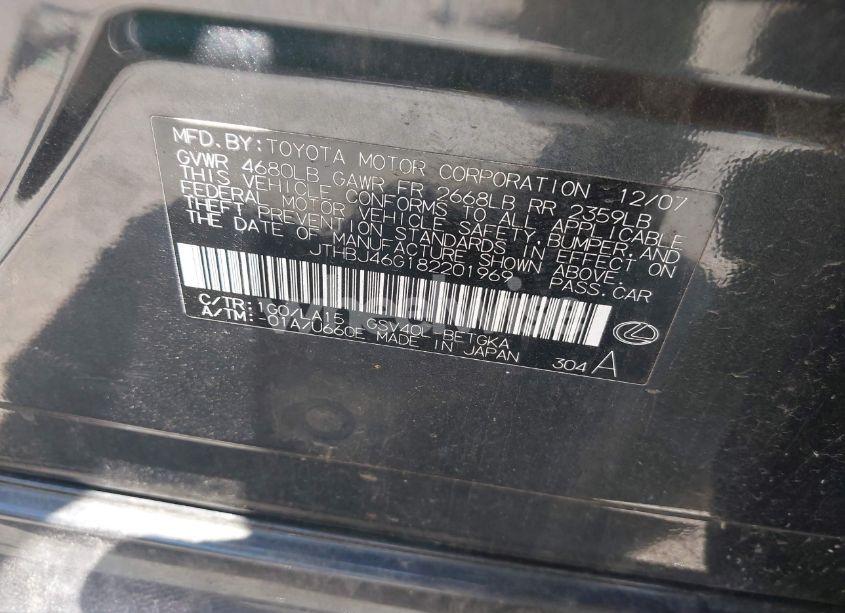 MFD. BY: TOYOTA MOTOR CORPORATION 12/07
GVWR 4680LB GAWR FR 2668LB RR 2359LB
THIS VEHICLE CONFORMS TO ALL APPLICABLE
FEDERAL MOTOR VEHICLE SAFETY, BUMPER, AND
THEFT PREVENTION STANDARDS IN EFFECT ON
THE DATE OF MANUFACTURE SHOWN ABOVE.
JTHBJ46G182201969 PASS. CAR
C/TR: 1G0/LA15 GSV40L-BETGKA
A/TM: -01A/U660E MADE IN JAPAN 304 A